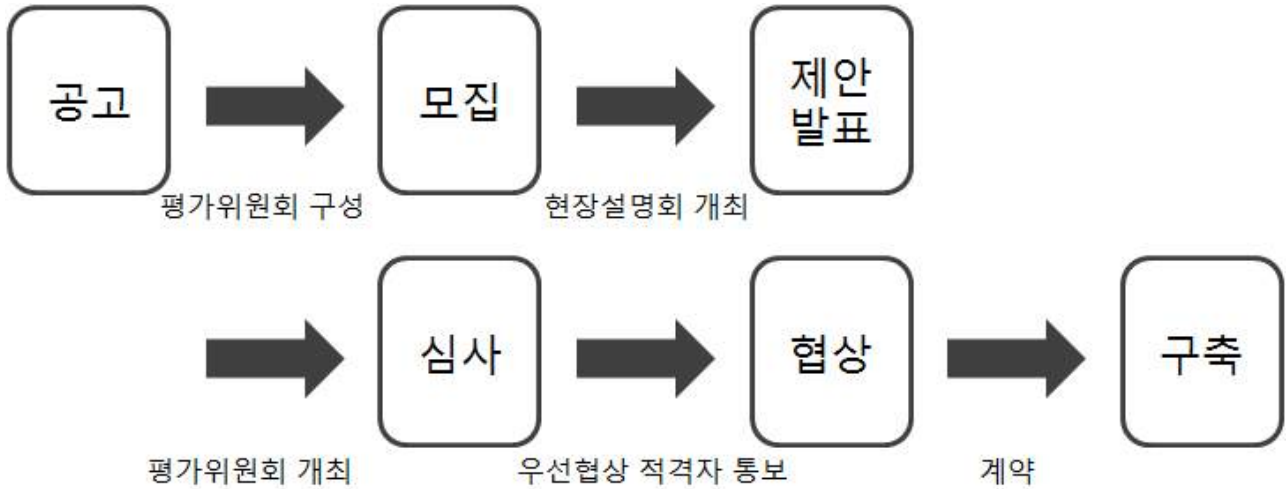 공고
모집
제안
발표
평가위원회 구성
현장설명회 개최
심사
협상
구축
평가위원회 개최
우선협상 적격자 통보
계약